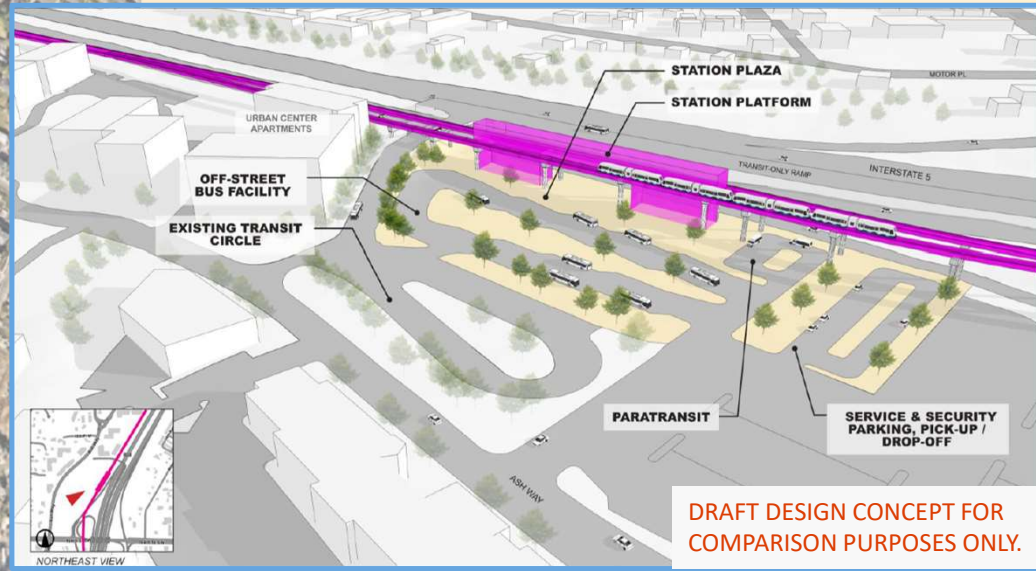 STATION PLAZA
STATION PLATFORM
MOTOR PL
URBAN CENTER
APARTMENTS
INTERSTATE 5
TRANSIT-ONLY RAMP
OFF-STREET
BUS FACILITY
EXISTING TRANSIT
CIRCLE
PARATRANSIT
SERVICE & SECURITY
PARKING, PICK-UP /
DROP-OFF
ASH WAY
NORTHEAST VIEW
DRAFT DESIGN CONCEPT FOR
COMPARISON PURPOSES ONLY.